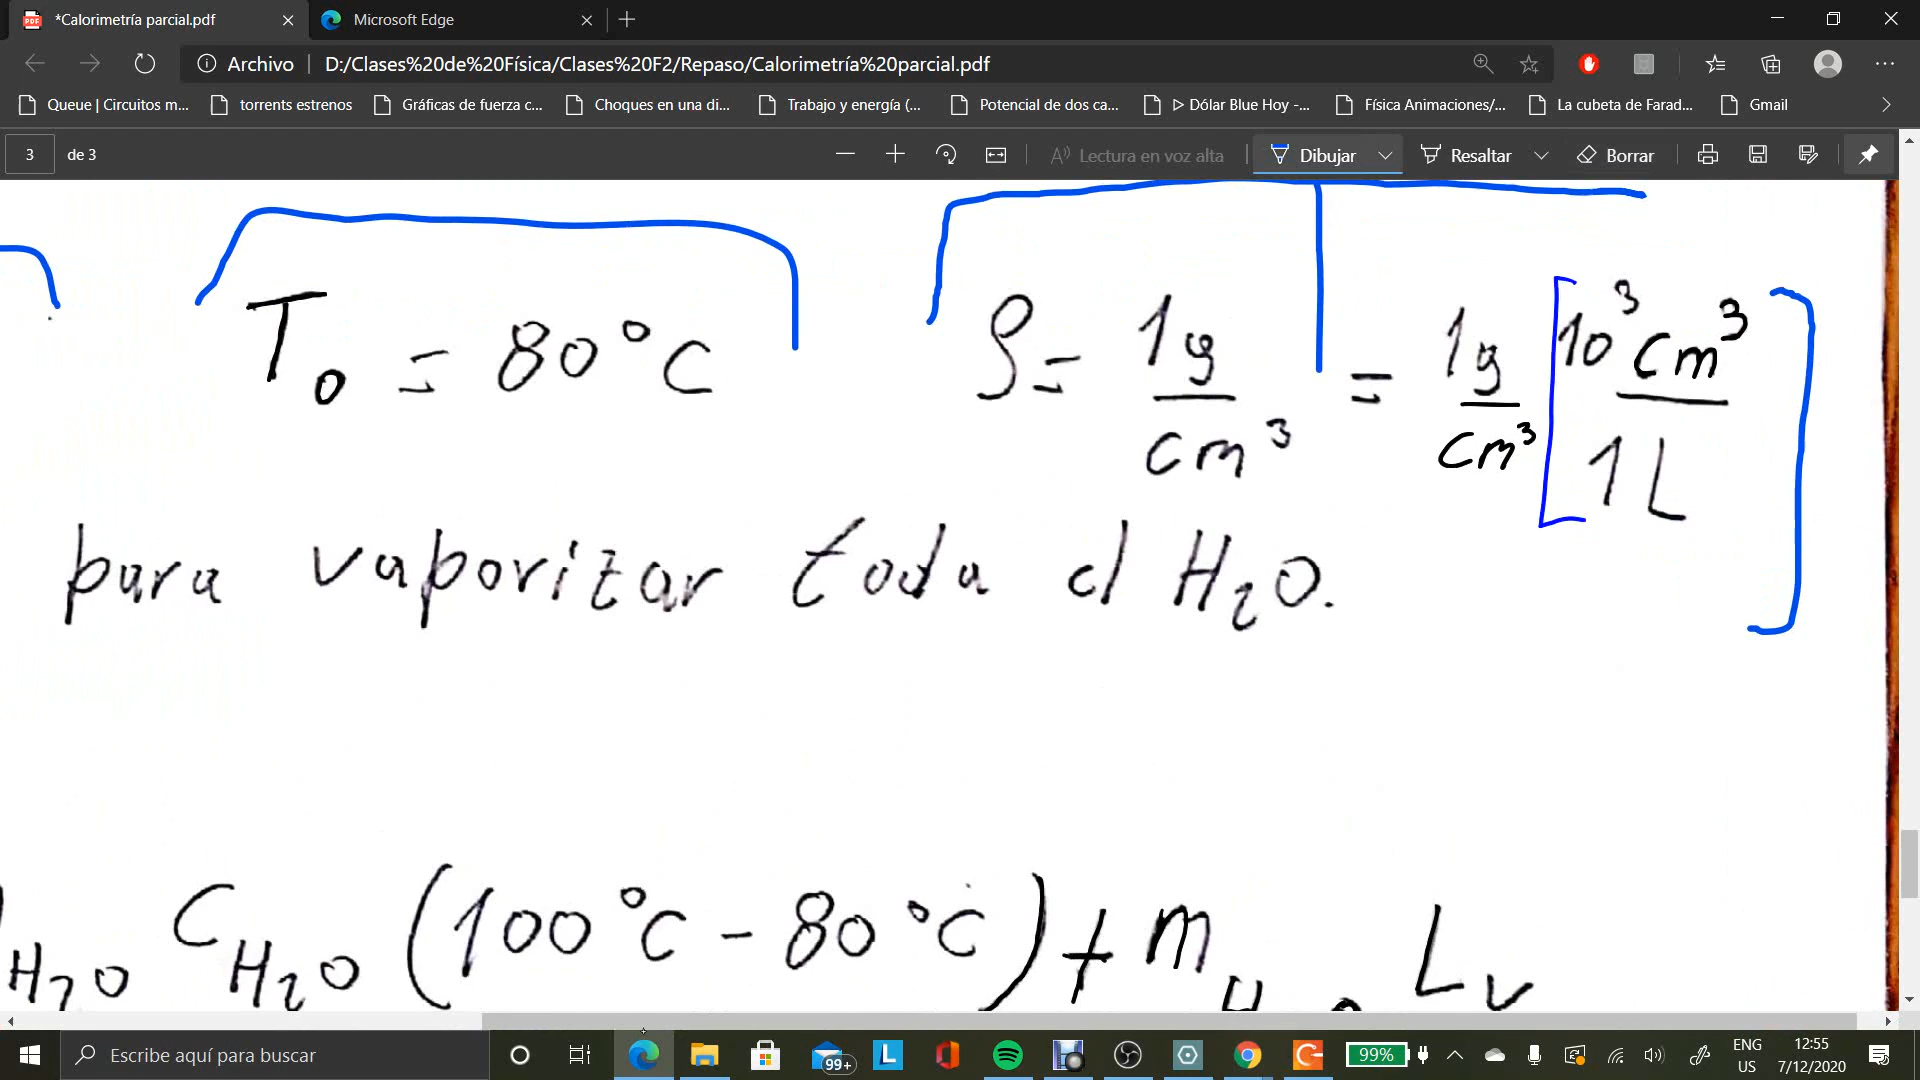 *Calorimetría parcial.pdf
Microsoft Edge
Archivo | D:/Clases%20de%20Física/Clases%20F2/Repaso/Calorimetría%20parcial.pdf
Queue | Circuitos m...
torrents estrenos
Gráficas de fuerza c...
Choques en una di...
Trabajo y energía (...
Potencial de dos ca...
ᐅ Dólar Blue Hoy -...
Física Animaciones/...
La cubeta de Farad...
Gmail
3 de 3
Lectura en voz alta
Dibujar
Resaltar
Borrar
T₀ = 80°C ρ = 1g/cm³ = 1g/cm³ [10³cm³/1L]
para vaporizar toda el H₂O.
H₂O C H₂O (100°C - 80°C) + m Lv
Escribe aquí para buscar
99+
99%
ENG
US
12:55
7/12/2020